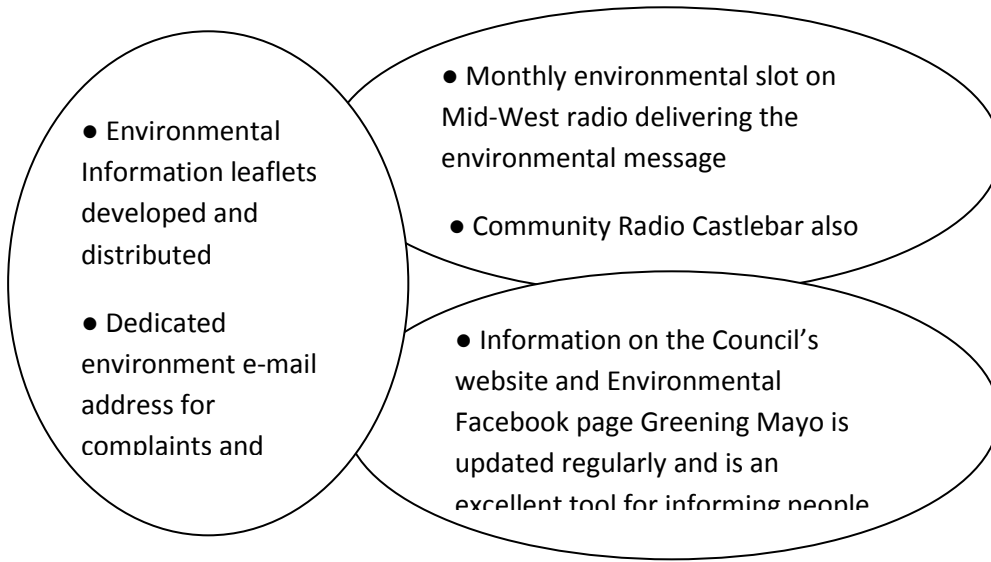 ● Environmental
Information leaflets
developed and
distributed
● Dedicated
environment e-mail
address for
complaints and
● Monthly environmental slot on
Mid-West radio delivering the
environmental message
● Community Radio Castlebar also
● Information on the Council’s
website and Environmental
Facebook page Greening Mayo is
updated regularly and is an
excellent tool for informing people